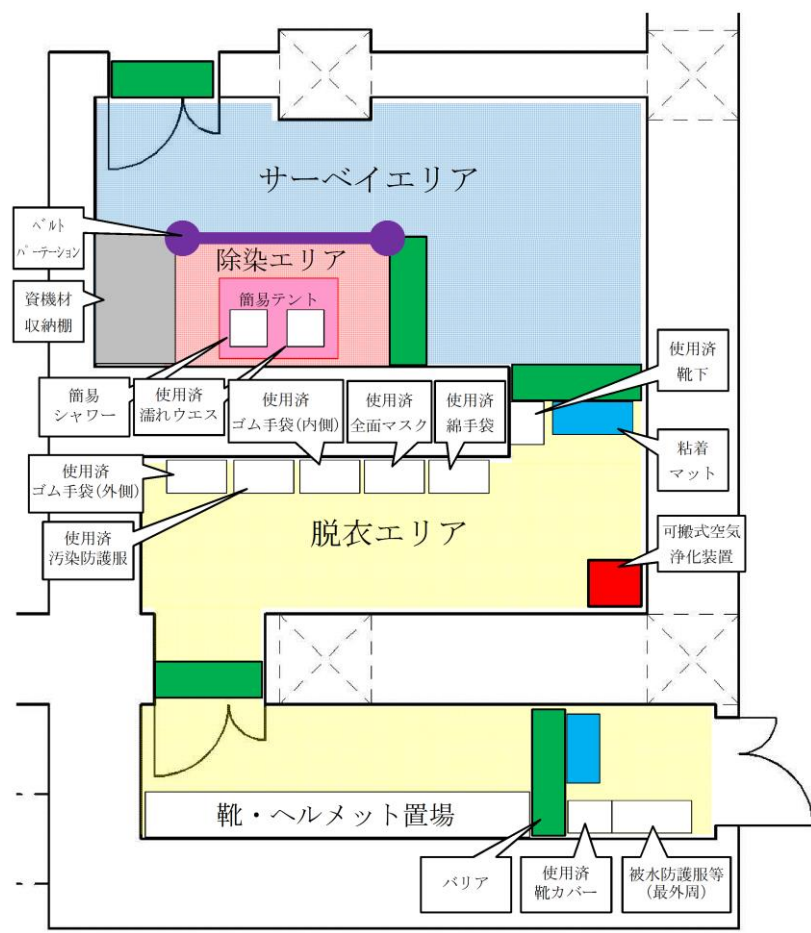 サーベイエリア
ベルト
パーテーション
除染エリア
簡易テント
資機材
収納棚
簡易
シャワー
使用済
濡れウエス
使用済
ゴム手袋(内側)
使用済
全面マスク
使用済
綿手袋
使用済
靴下
粘着
マット
使用済
ゴム手袋(外側)
使用済
汚染防護服
脱衣エリア
可搬式空気
浄化装置
靴・ヘルメット置場
バリア
使用済
靴カバー
被水防護服等
(最外周)